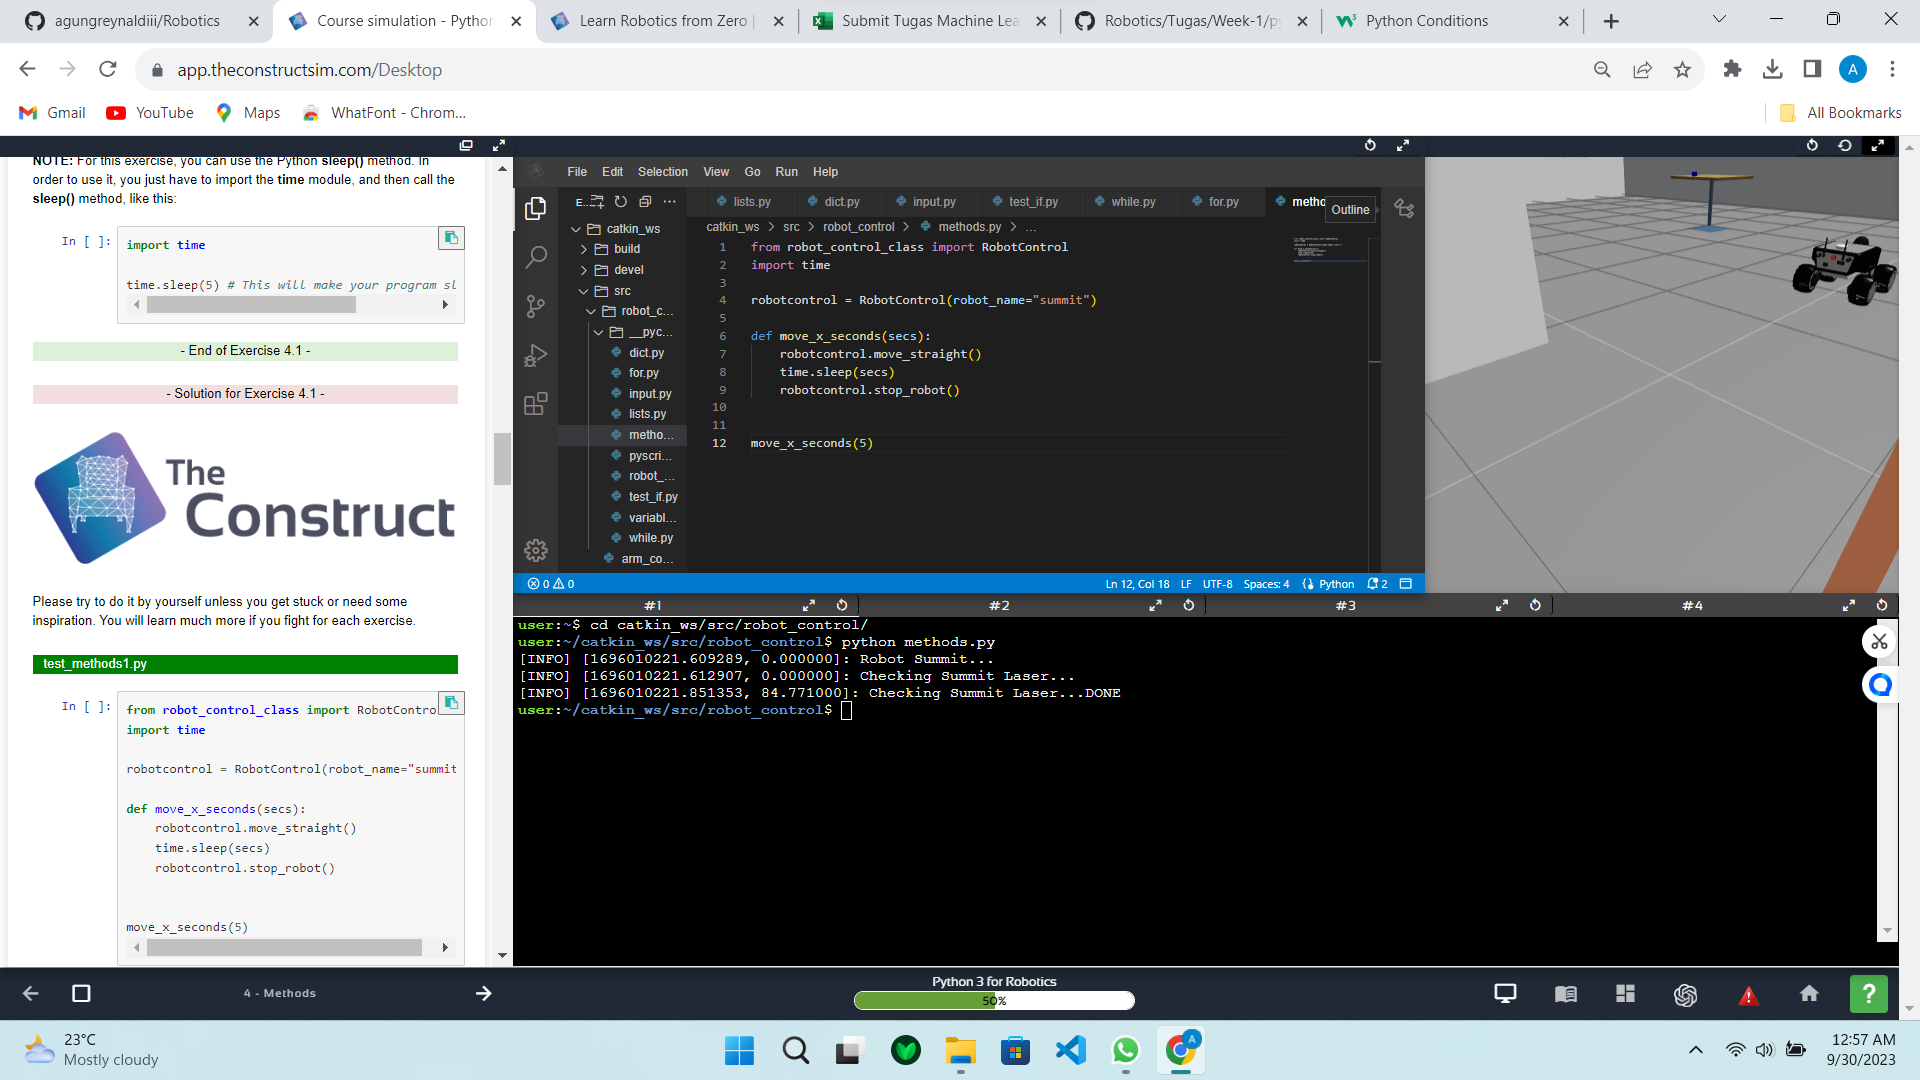 agungreynaldiii/Robotics
Course simulation - Python
Learn Robotics from Zero |
Submit Tugas Machine Lea
Robotics/Tugas/Week-1/py
Python Conditions
app.theconstructsim.com/Desktop
A
Gmail
YouTube
Maps
WhatFont - Chrom...
All Bookmarks
NOTE: For this exercise, you can use the Python sleep() method. In
order to use it, you just have to import the time module, and then call the
sleep() method, like this:
In [ ]:
import time
time.sleep(5) # This will make your program sl
- End of Exercise 4.1 -
- Solution for Exercise 4.1 -
The
Construct
Please try to do it by yourself unless you get stuck or need some
inspiration. You will learn much more if you fight for each exercise.
test_methods1.py
In [ ]:
from robot_control_class import RobotContro
import time
robotcontrol = RobotControl(robot_name="summit
def move_x_seconds(secs):
robotcontrol.move_straight()
time.sleep(secs)
robotcontrol.stop_robot()
move_x_seconds(5)
File Edit Selection View Go Run Help
E...
catkin_ws
build
devel
src
robot_c...
__pyc...
dict.py
for.py
input.py
lists.py
metho...
pyscri...
robot_...
test_if.py
variabl...
while.py
arm_co...
lists.py
dict.py
input.py
test_if.py
while.py
for.py
metho
Outline
catkin_ws > src > robot_control > methods.py > ...
1 from robot_control_class import RobotControl
2 import time
3
4 robotcontrol = RobotControl(robot_name="summit")
5
6 def move_x_seconds(secs):
7 robotcontrol.move_straight()
8 time.sleep(secs)
9 robotcontrol.stop_robot()
10
11
12 move_x_seconds(5)
0 0
Ln 12, Col 18 LF UTF-8 Spaces: 4 Python 2
#1
#2
#3
#4
user:~$ cd catkin_ws/src/robot_control/
user:~/catkin_ws/src/robot_control$ python methods.py
[INFO] [1696010221.609289, 0.000000]: Robot Summit...
[INFO] [1696010221.612907, 0.000000]: Checking Summit Laser...
[INFO] [1696010221.851353, 84.771000]: Checking Summit Laser...DONE
user:~/catkin_ws/src/robot_control$
4 - Methods
Python 3 for Robotics
50%
?
23°C
Mostly cloudy
A
12:57 AM
9/30/2023